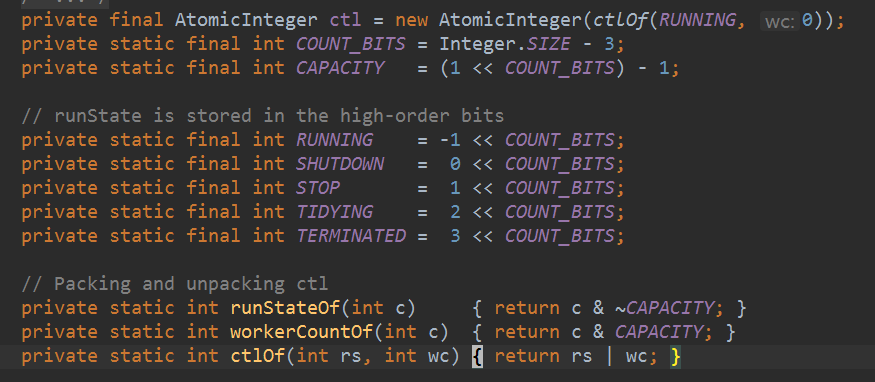 private final AtomicInteger ctl = new AtomicInteger(ctlOf(RUNNING, wc: 0));
private static final int COUNT_BITS = Integer.SIZE - 3;
private static final int CAPACITY   = (1 << COUNT_BITS) - 1;
// runState is stored in the high-order bits
private static final int RUNNING    = -1 << COUNT_BITS;
private static final int SHUTDOWN   =  0 << COUNT_BITS;
private static final int STOP       =  1 << COUNT_BITS;
private static final int TIDYING    =  2 << COUNT_BITS;
private static final int TERMINATED =  3 << COUNT_BITS;
// Packing and unpacking ctl
private static int runStateOf(int c)     { return c & ~CAPACITY; }
private static int workerCountOf(int c)  { return c & CAPACITY; }
private static int ctlOf(int rs, int wc) { return rs | wc; }